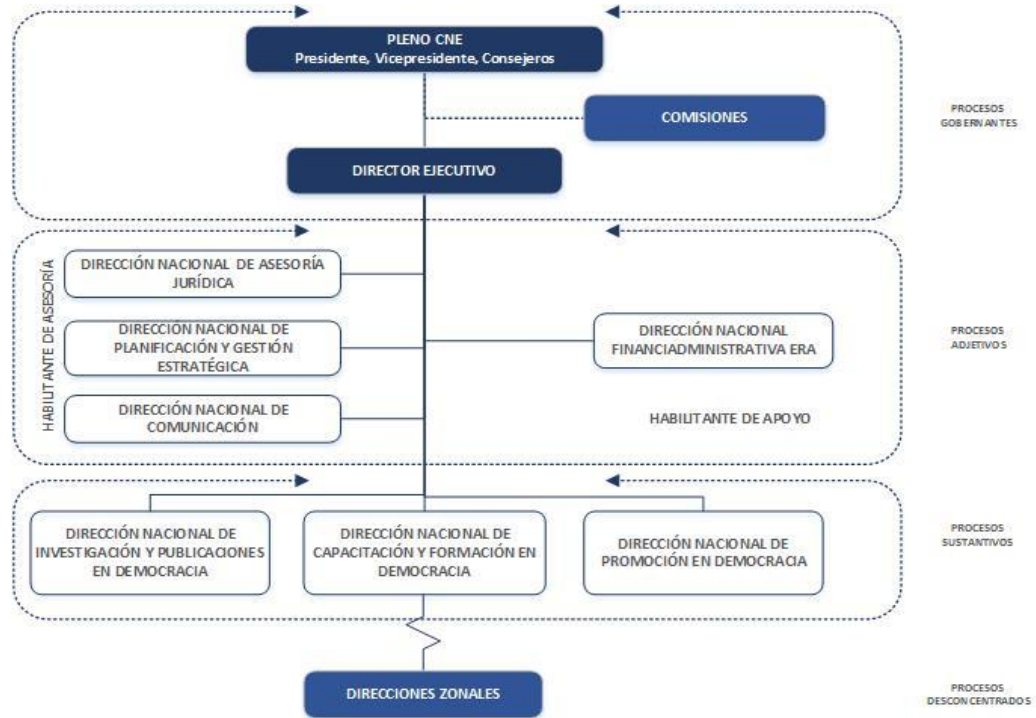 PLENO CNE
Presidente, Vicepresidente, Consejeros
COMISIONES
PROCESOS
GOBERNANTES
DIRECTOR EJECUTIVO
HABILITANTE DE ASESORÍA
DIRECCIÓN NACIONAL DE ASESORÍA
JURÍDICA
DIRECCIÓN NACIONAL DE
PLANIFICACIÓN Y GESTIÓN
ESTRATÉGICA
DIRECCIÓN NACIONAL DE
COMUNICACIÓN
DIRECCIÓN NACIONAL
FINANCIADMINISTRATIVA ERA
HABILITANTE DE APOYO
PROCESOS
ADJETIVOS
DIRECCIÓN NACIONAL DE
INVESTIGACIÓN Y PUBLICACIONES
EN DEMOCRACIA
DIRECCIÓN NACIONAL DE
CAPACITACIÓN Y FORMACIÓN EN
DEMOCRACIA
DIRECCIÓN NACIONAL DE
PROMOCIÓN EN DEMOCRACIA
PROCESOS
SUSTANTIVOS
DIRECCIONES ZONALES
PROCESOS
DESCONCENTRADOS